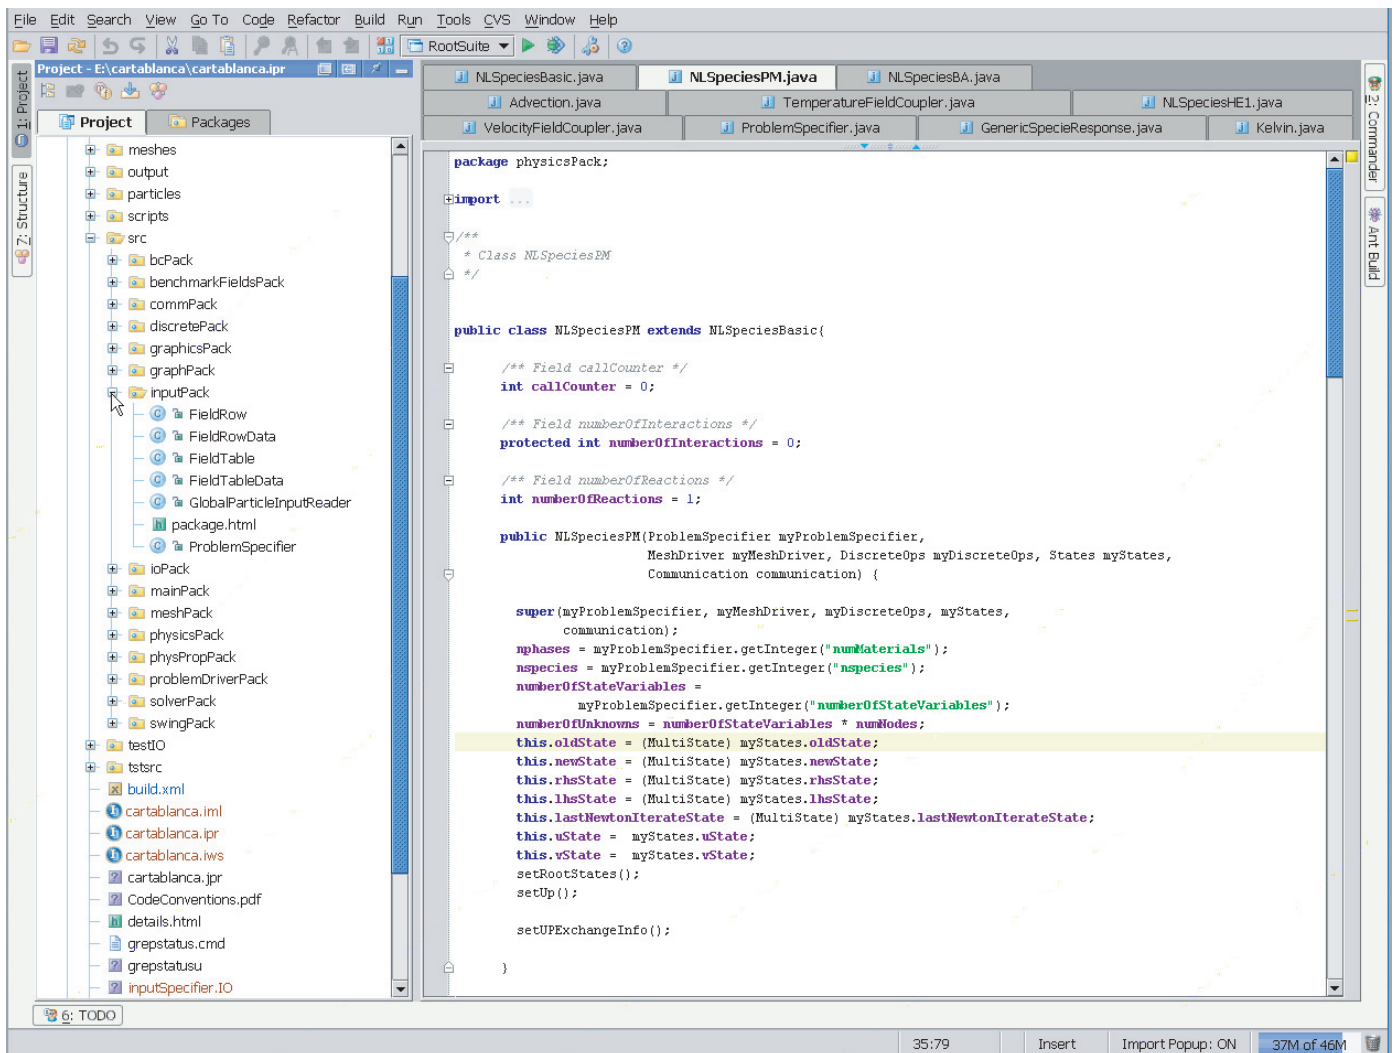 File Edit Search View Go To Code Refactor Build Run Tools CVS Window Help
RootSuite
Project - E:\cartablanca\cartablanca.ipr
1: Project
7: Structure
Project Packages
meshes
output
particles
scripts
src
bcPack
benchmarkFieldsPack
commPack
discretePack
graphicsPack
graphPack
inputPack
FieldRow
FieldRowData
FieldTable
FieldTableData
GlobalParticleInputReader
package.html
ProblemSpecifier
ioPack
mainPack
meshPack
physicsPack
physPropPack
problemDriverPack
solverPack
swingPack
testIO
tstsrc
build.xml
cartablanca.iml
cartablanca.ipr
cartablanca.iws
cartablanca.jpr
CodeConventions.pdf
details.html
grepstatus.cmd
grepstatusu
inputSpecifier.IO
NLSpeciesBasic.java NLSpeciesPM.java NLSpeciesBA.java
Advection.java TemperatureFieldCoupler.java NLSpeciesHE1.java
VelocityFieldCoupler.java ProblemSpecifier.java GenericSpecieResponse.java Kelvin.java
package physicsPack;
import ...
/**
* Class NLSpeciesPM
*/
public class NLSpeciesPM extends NLSpeciesBasic{
/** Field callCounter */
int callCounter = 0;
/** Field numberOfInteractions */
protected int numberOfInteractions = 0;
/** Field numberOfReactions */
int numberOfReactions = 1;
public NLSpeciesPM(ProblemSpecifier myProblemSpecifier,
MeshDriver myMeshDriver, DiscreteOps myDiscreteOps, States myStates,
Communication communication) {
super(myProblemSpecifier, myMeshDriver, myDiscreteOps, myStates,
communication);
nphases = myProblemSpecifier.getInteger("numMaterials");
nspecies = myProblemSpecifier.getInteger("nspecies");
numberOfStateVariables =
myProblemSpecifier.getInteger("numberOfStateVariables");
numberOfUnknowns = numberOfStateVariables * numNodes;
this.oldState = (MultiState) myStates.oldState;
this.newState = (MultiState) myStates.newState;
this.rhsState = (MultiState) myStates.rhsState;
this.lhsState = (MultiState) myStates.lhsState;
this.lastNewtonIterateState = (MultiState) myStates.lastNewtonIterateState;
this.uState = myStates.uState;
this.vState = myStates.vState;
setRootStates();
setUp();
setUPExchangeInfo();
}
2: Commander
Ant Build
6: TODO
35:79 Insert Import Popup: ON 37M of 46M